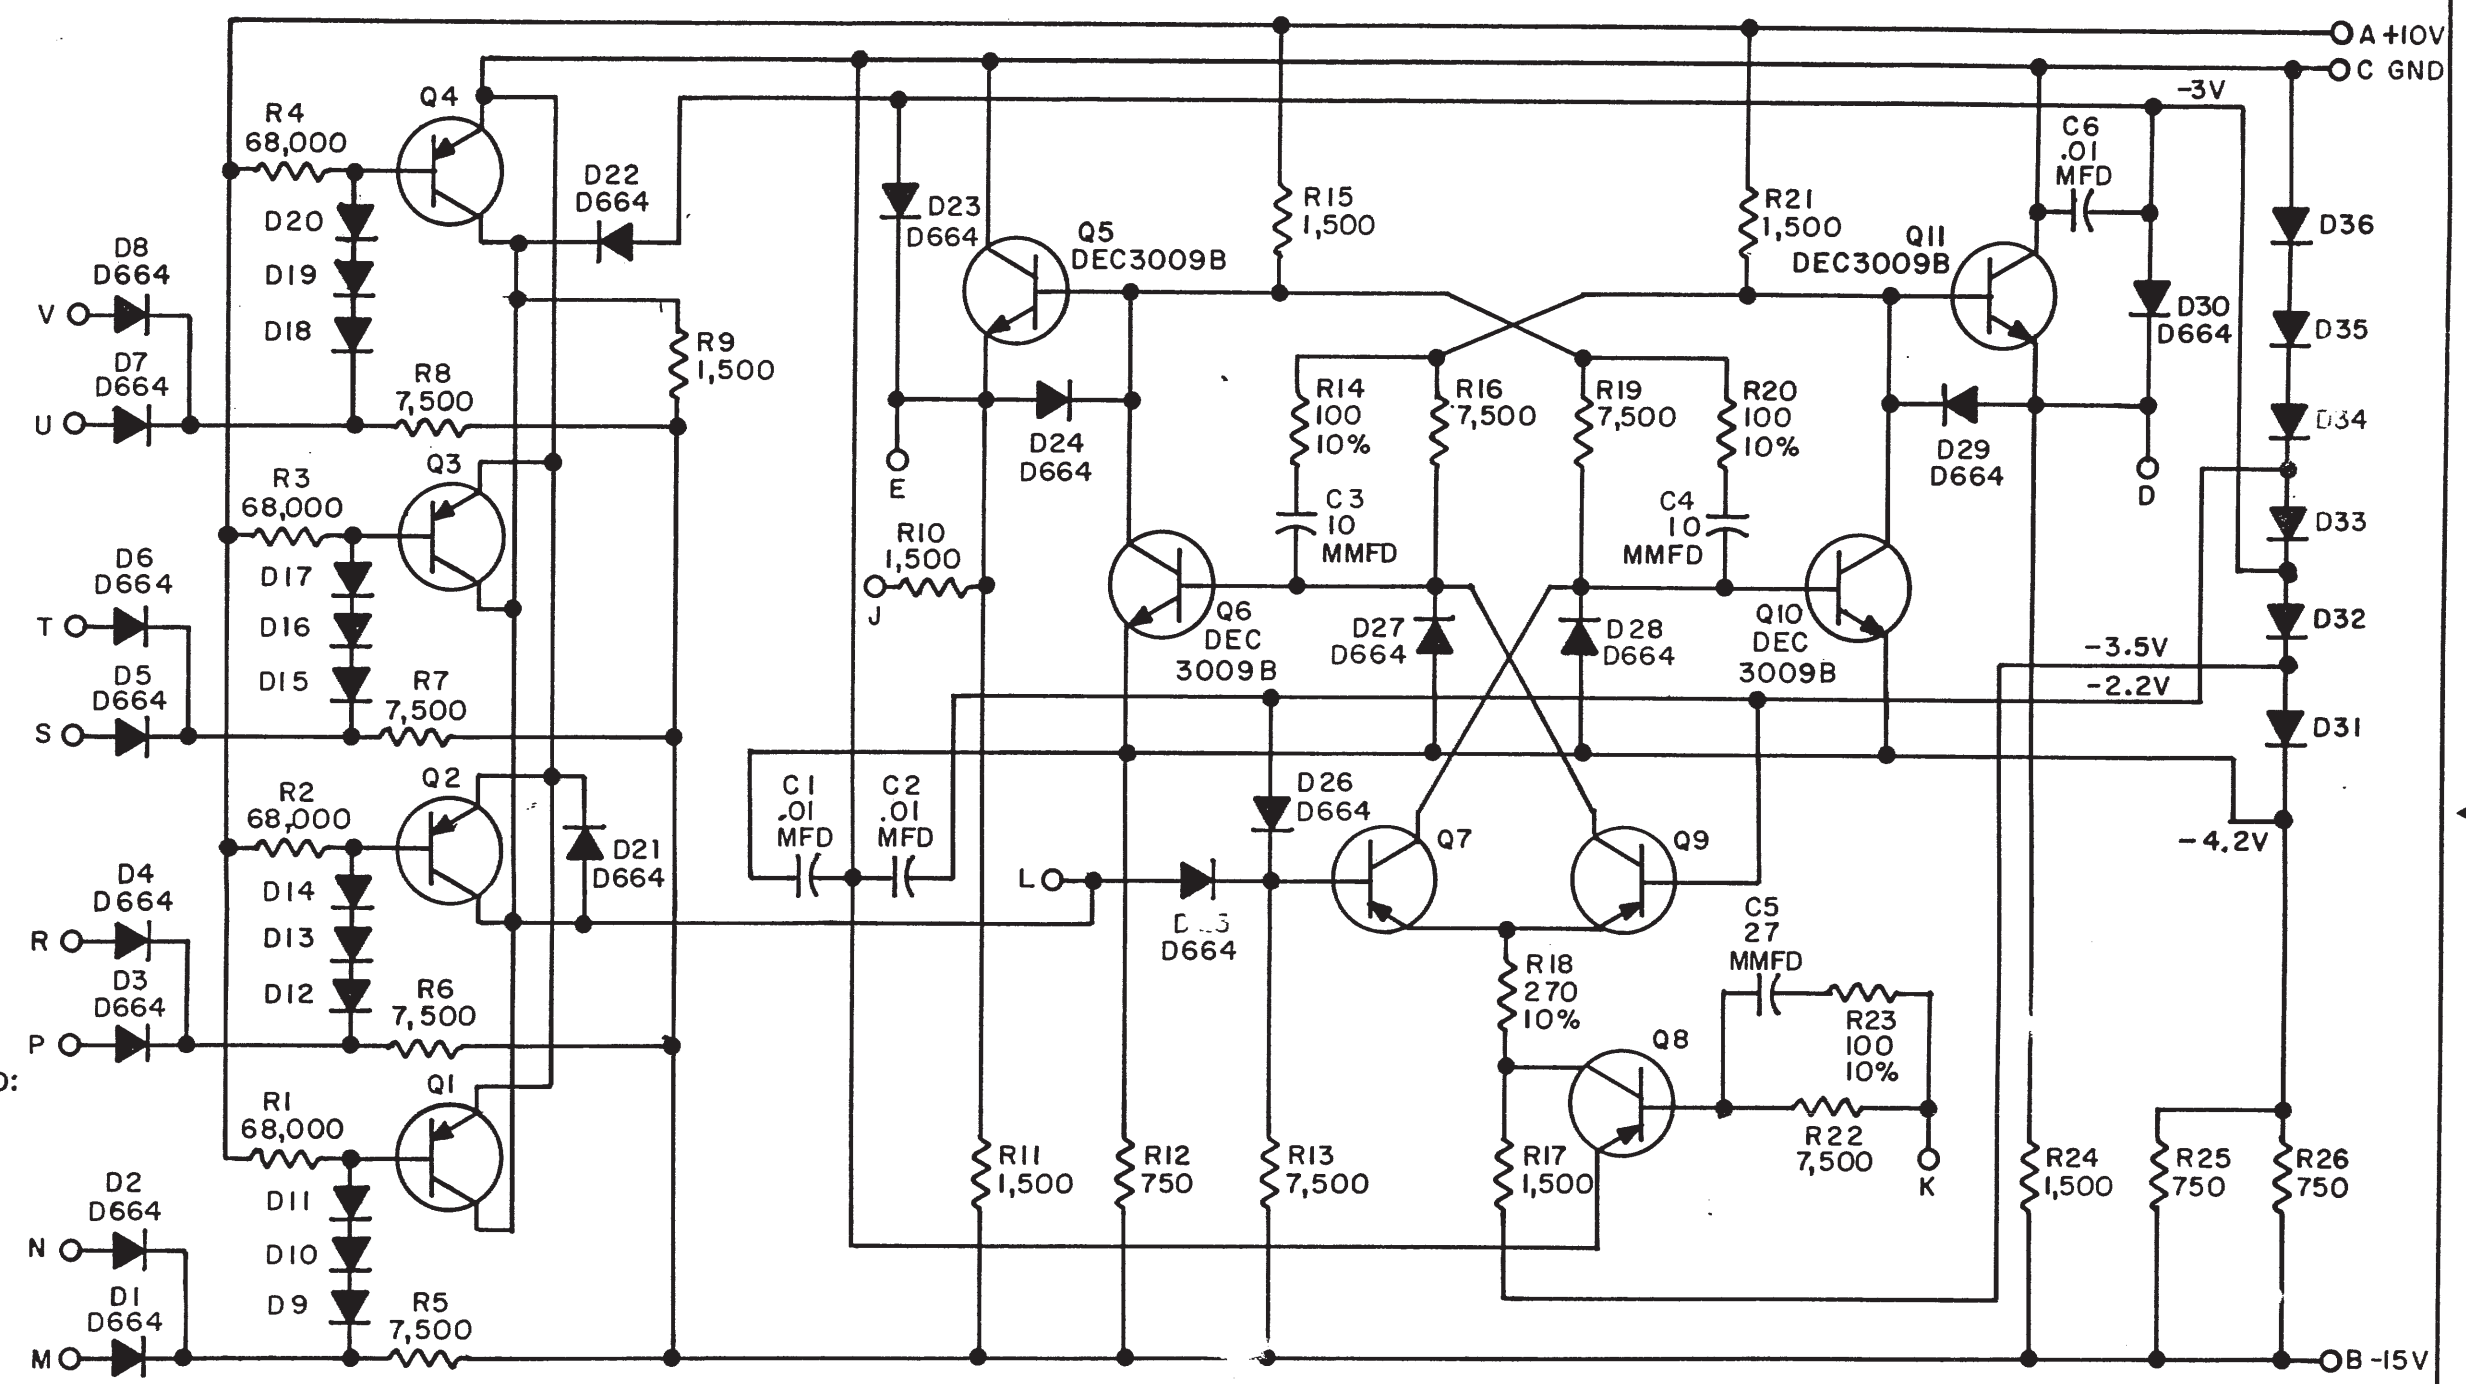 A +10V
C GND
-3V
Q4
R4
68,000
D20
D19
D18
D22
D664
D8
D664
V
D7
D664
U
R8
7,500
R9
1,500
Q3
R3
68,000
D17
D16
D15
D6
D664
T
D5
D664
S
R7
7,500
Q2
R2
68,000
D14
D13
D12
D21
D664
D4
D664
R
D3
D664
P
R6
7,500
Q1
R1
68,000
D11
D10
D9
D2
D664
N
D1
D664
M
R5
7,500
D:
D23
D664
E
Q5
DEC3009B
D24
D664
R10
1,500
J
R15
1,500
R21
1,500
Q11
DEC3009B
C6
.01
MFD
D30
D664
D29
D664
D
R14
100
10%
R16
7,500
R19
7,500
R20
100
10%
C3
10
MMFD
C4
10
MMFD
Q6
DEC
3009B
D27
D664
D28
D664
Q10
DEC
3009B
D36
D35
D34
D33
D32
D31
-3.5V
-2.2V
-4.2V
C1
.01
MFD
C2
.01
MFD
D26
D664
L
D664
Q7
Q9
R18
270
10%
C5
27
MMFD
R23
100
10%
Q8
R22
7,500
K
R11
1,500
R12
750
R13
7,500
R17
1,500
R24
1,500
R25
750
R26
750
B -15V